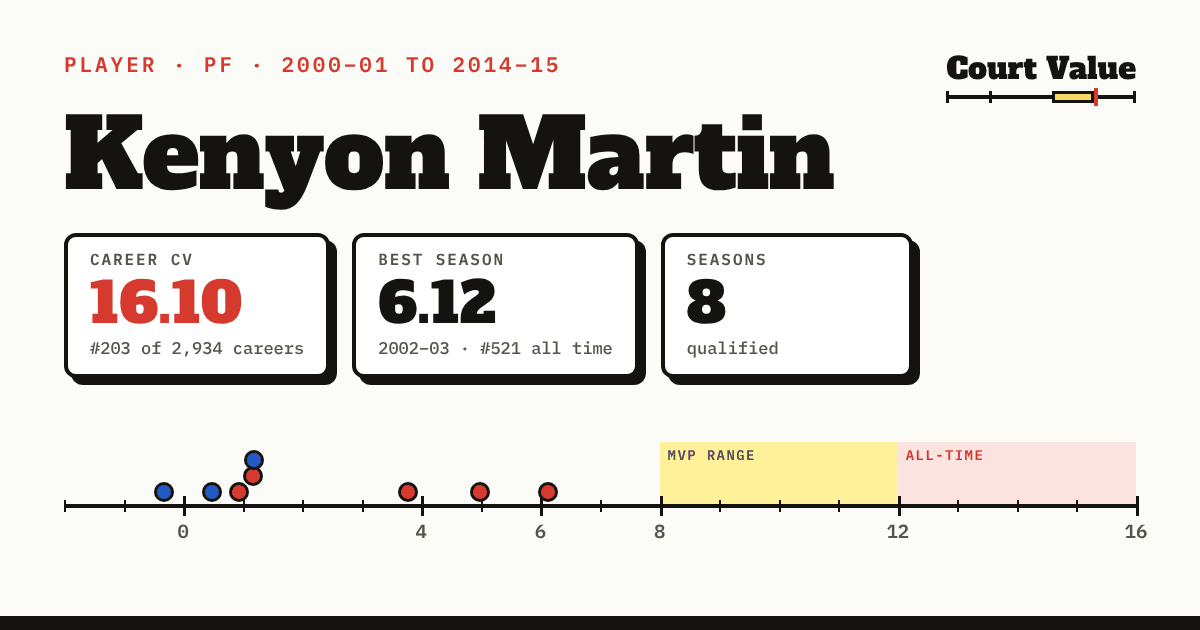 PLAYER · PF · 2000–01 TO 2014–15
Court Value
Kenyon Martin
CAREER CV
16.10
#203 of 2,934 careers
BEST SEASON
6.12
2002–03 · #521 all time
SEASONS
8
qualified
MVP RANGE
ALL-TIME
0
4
6
8
12
16